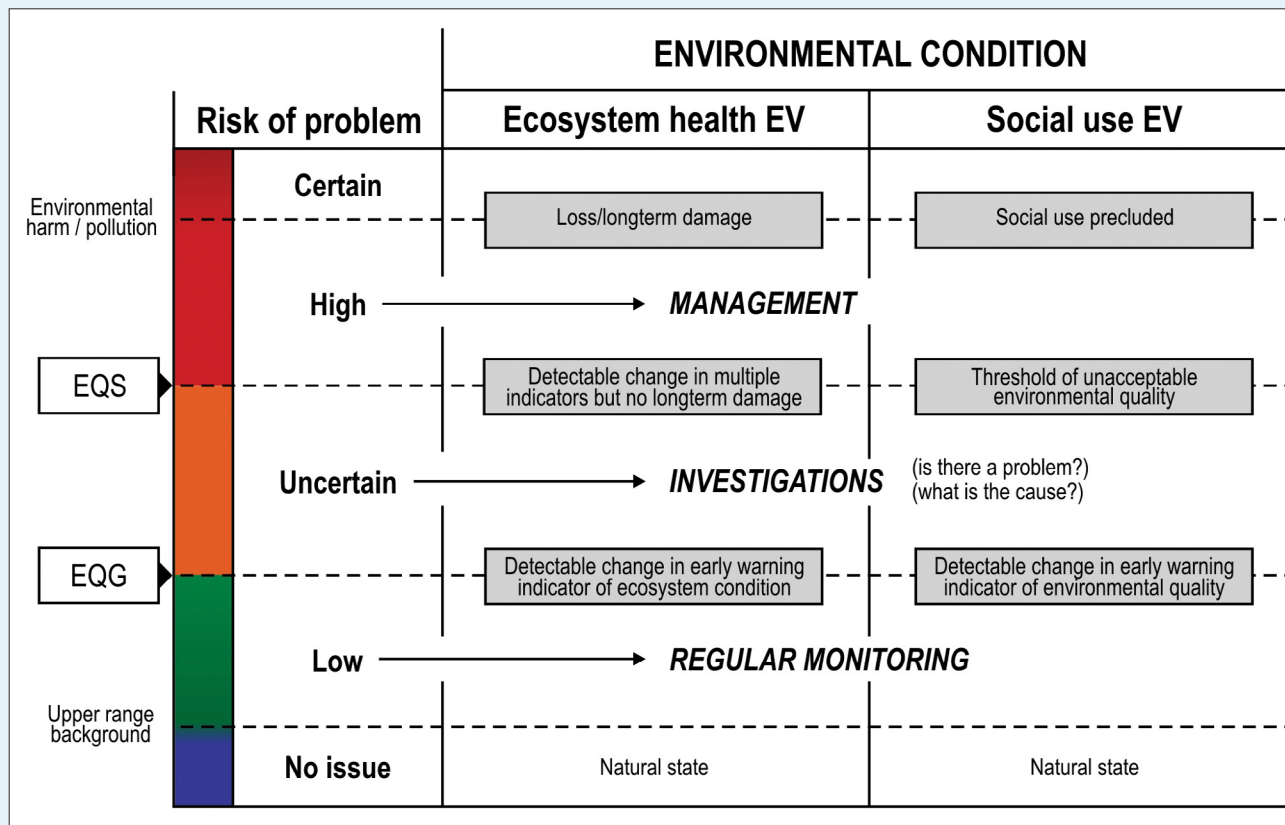 ENVIRONMENTAL CONDITION
Risk of problem
Ecosystem health EV
Social use EV
Certain
Environmental
harm / pollution
Loss/longterm damage
Social use precluded
High
MANAGEMENT
EQS
Detectable change in multiple
indicators but no longterm damage
Threshold of unacceptable
environmental quality
Uncertain
INVESTIGATIONS
(is there a problem?)
(what is the cause?)
EQG
Detectable change in early warning
indicator of ecosystem condition
Detectable change in early warning
indicator of environmental quality
Low
REGULAR MONITORING
Upper range
background
No issue
Natural state
Natural state